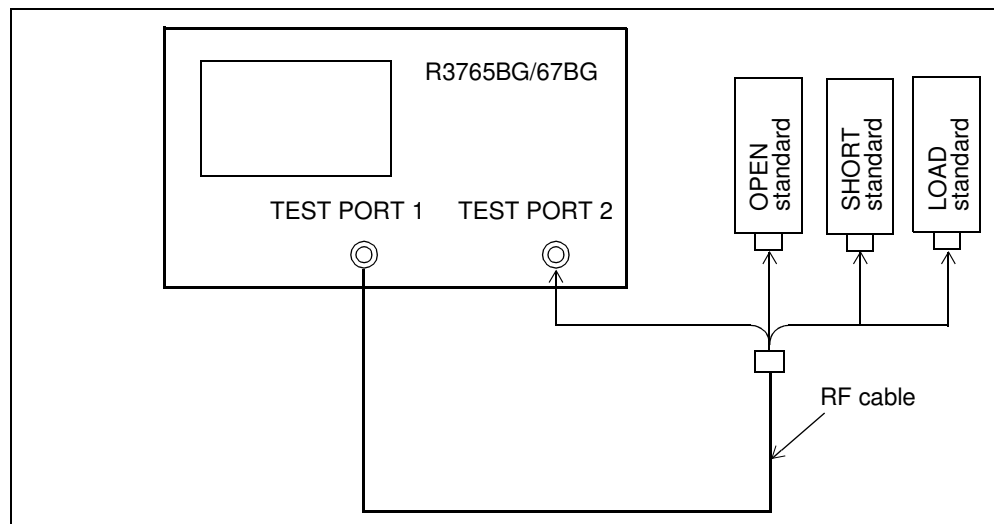 R3765BG/67BG
TEST PORT 1
TEST PORT 2
OPEN
standard
SHORT
standard
LOAD
standard
RF cable